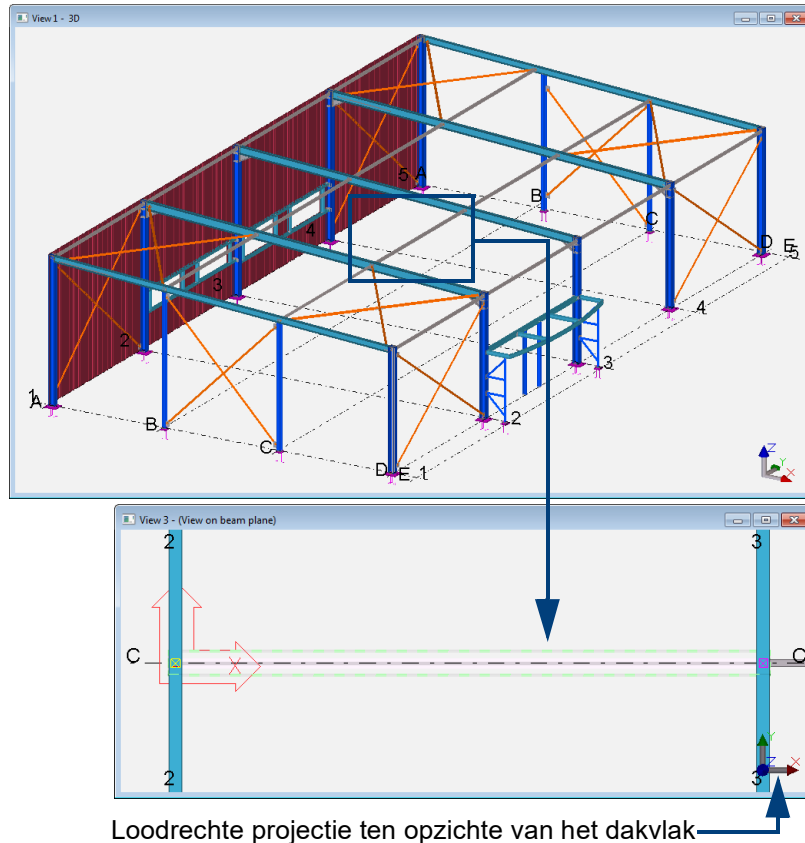 View 1 - 3D
5 A
B
C
D E
5
4
4
3
3
2
2
1
A
B
C
D E 1
Z
Y
X
View 3 - (View on beam plane)
2
3
C
X
C
Y
Z
X
2
3
Loodrechte projectie ten opzichte van het dakvlak